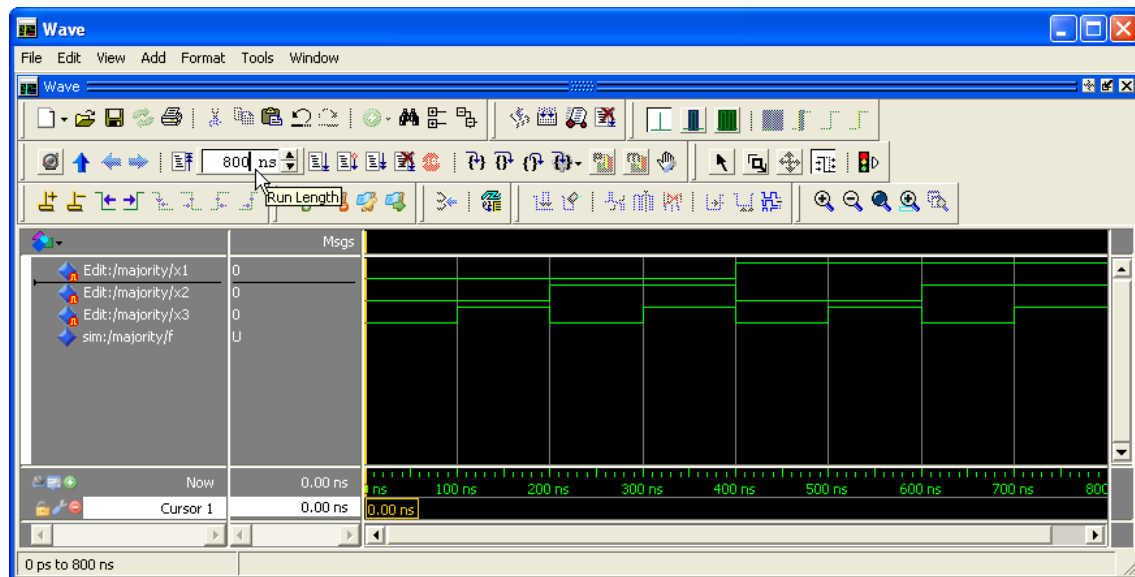 Wave
File Edit View Add Format Tools Window
Wave
800 ns
Run Length
Msgs
Edit:/majority/x1 0
Edit:/majority/x2 0
Edit:/majority/x3 0
sim:/majority/f U
Now 0.00 ns
ns 100 ns 200 ns 300 ns 400 ns 500 ns 600 ns 700 ns 800
Cursor 1 0.00 ns 0.00 ns
0 ps to 800 ns